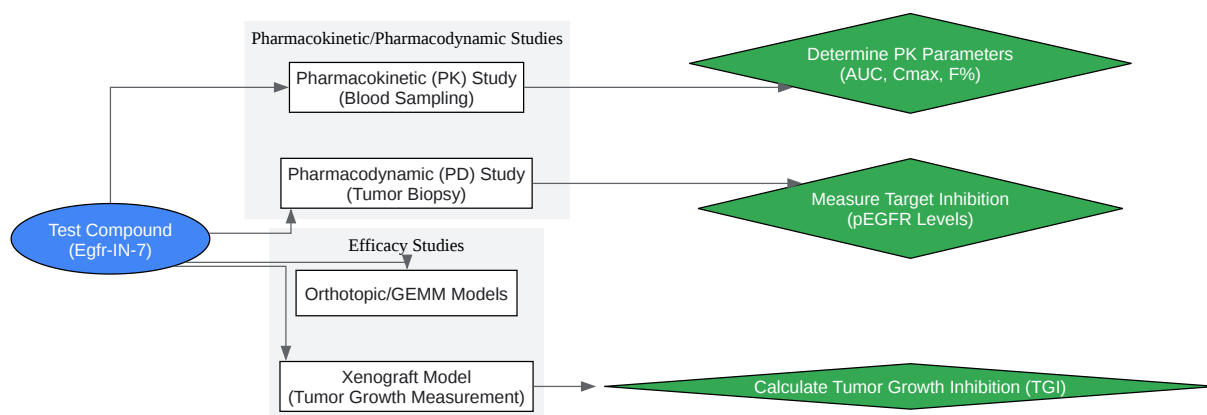 Pharmacokinetic/Pharmacodynamic Studies
Pharmacokinetic (PK) Study
(Blood Sampling)
Determine PK Parameters
(AUC, Cmax, F%)
Pharmacodynamic (PD) Study
(Tumor Biopsy)
Measure Target Inhibition
(pEGFR Levels)
Test Compound
(Egfr-IN-7)
Efficacy Studies
Orthotopic/GEMM Models
Xenograft Model
(Tumor Growth Measurement)
Calculate Tumor Growth Inhibition (TGI)